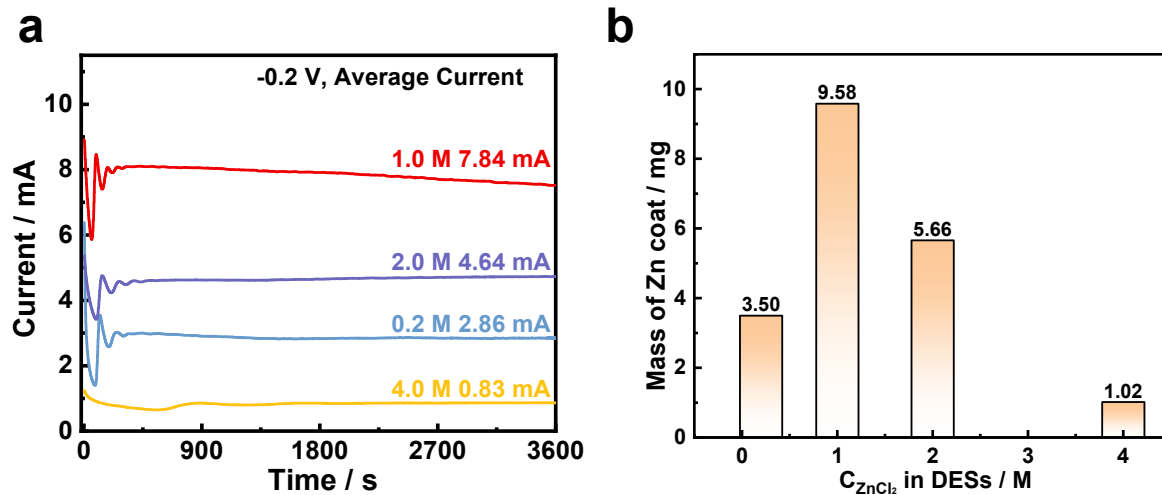 a
-0.2 V, Average Current
1.0 M 7.84 mA
2.0 M 4.64 mA
0.2 M 2.86 mA
4.0 M 0.83 mA
10
8
6
4
2
0
Current / mA
0 900 1800 2700 3600
Time / s
b
9.58
5.66
3.50
1.02
10
8
6
4
2
0
Mass of Zn coat / mg
0 1 2 3 4
C_ZnCl₂ in DESs / M